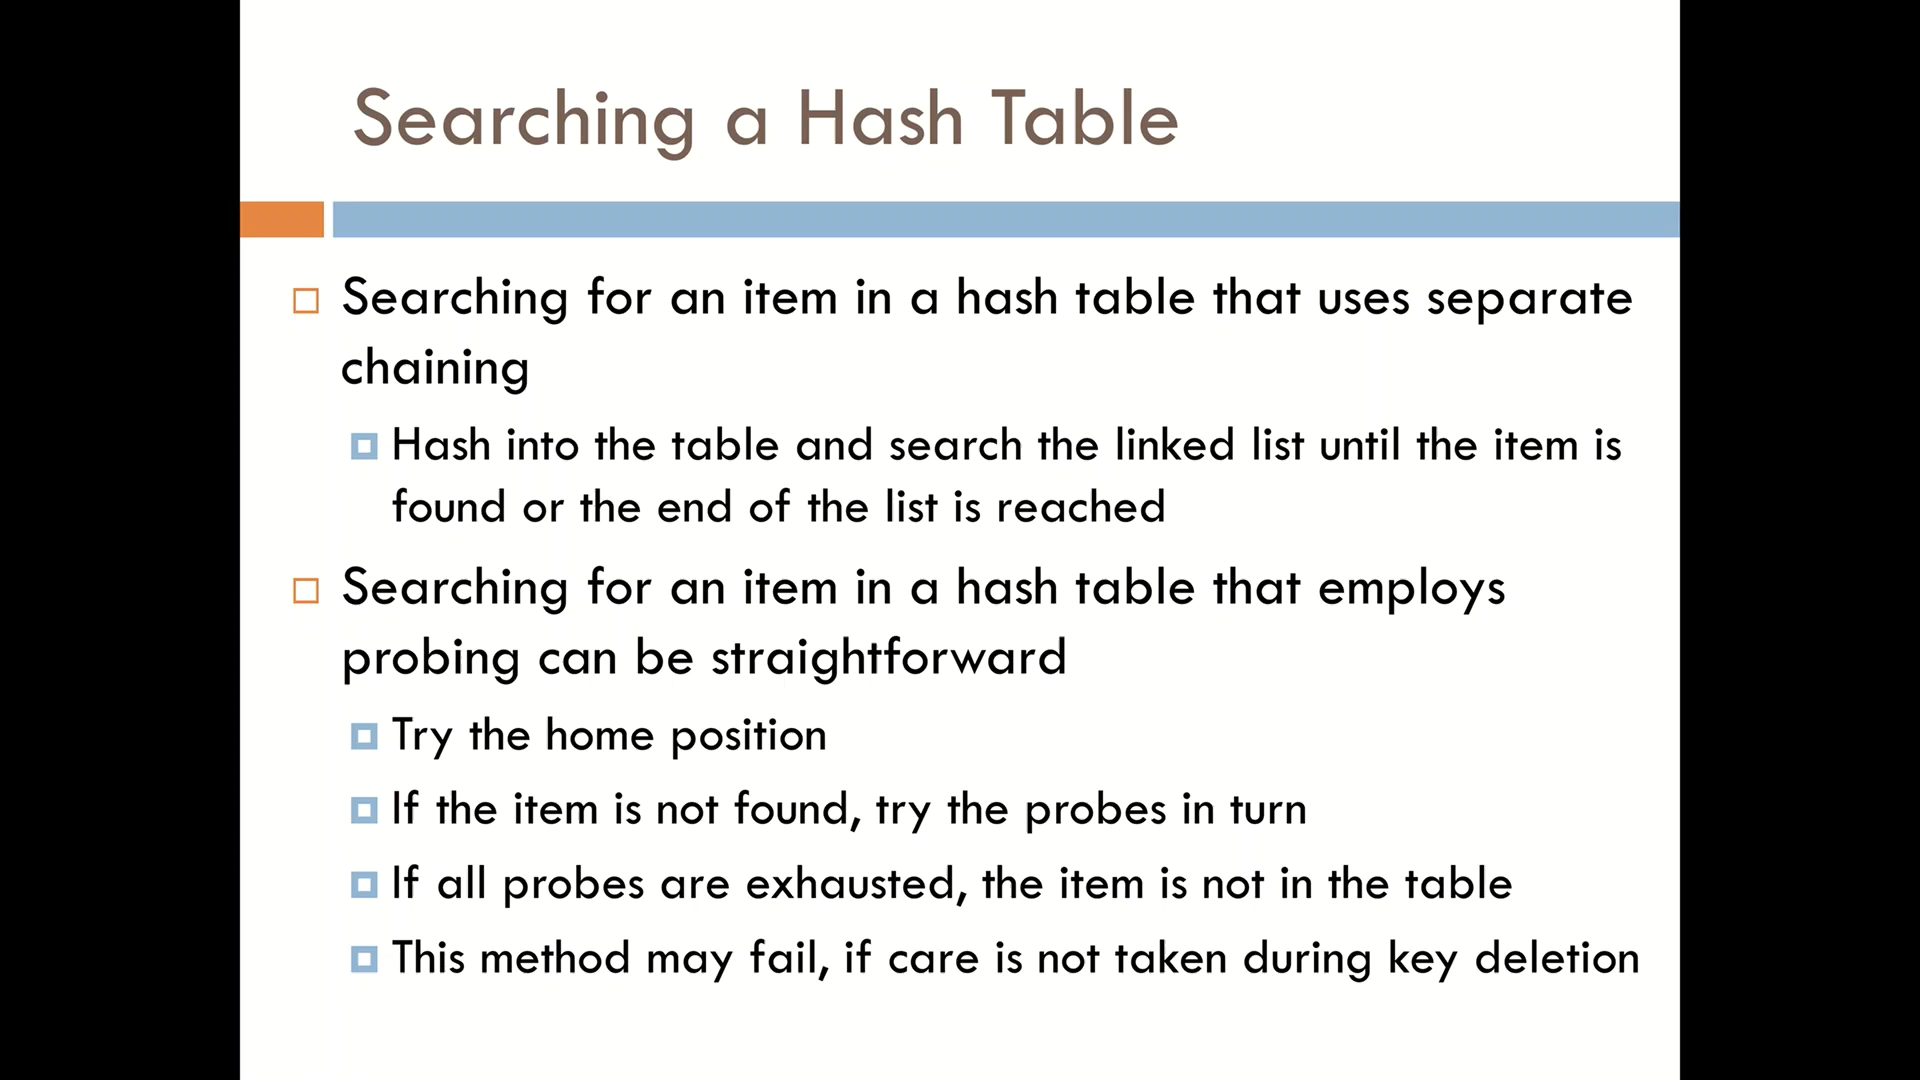 Searching a Hash Table
Searching for an item in a hash table that uses separate
chaining
Hash into the table and search the linked list until the item is
found or the end of the list is reached
Searching for an item in a hash table that employs
probing can be straightforward
Try the home position
If the item is not found, try the probes in turn
If all probes are exhausted, the item is not in the table
This method may fail, if care is not taken during key deletion